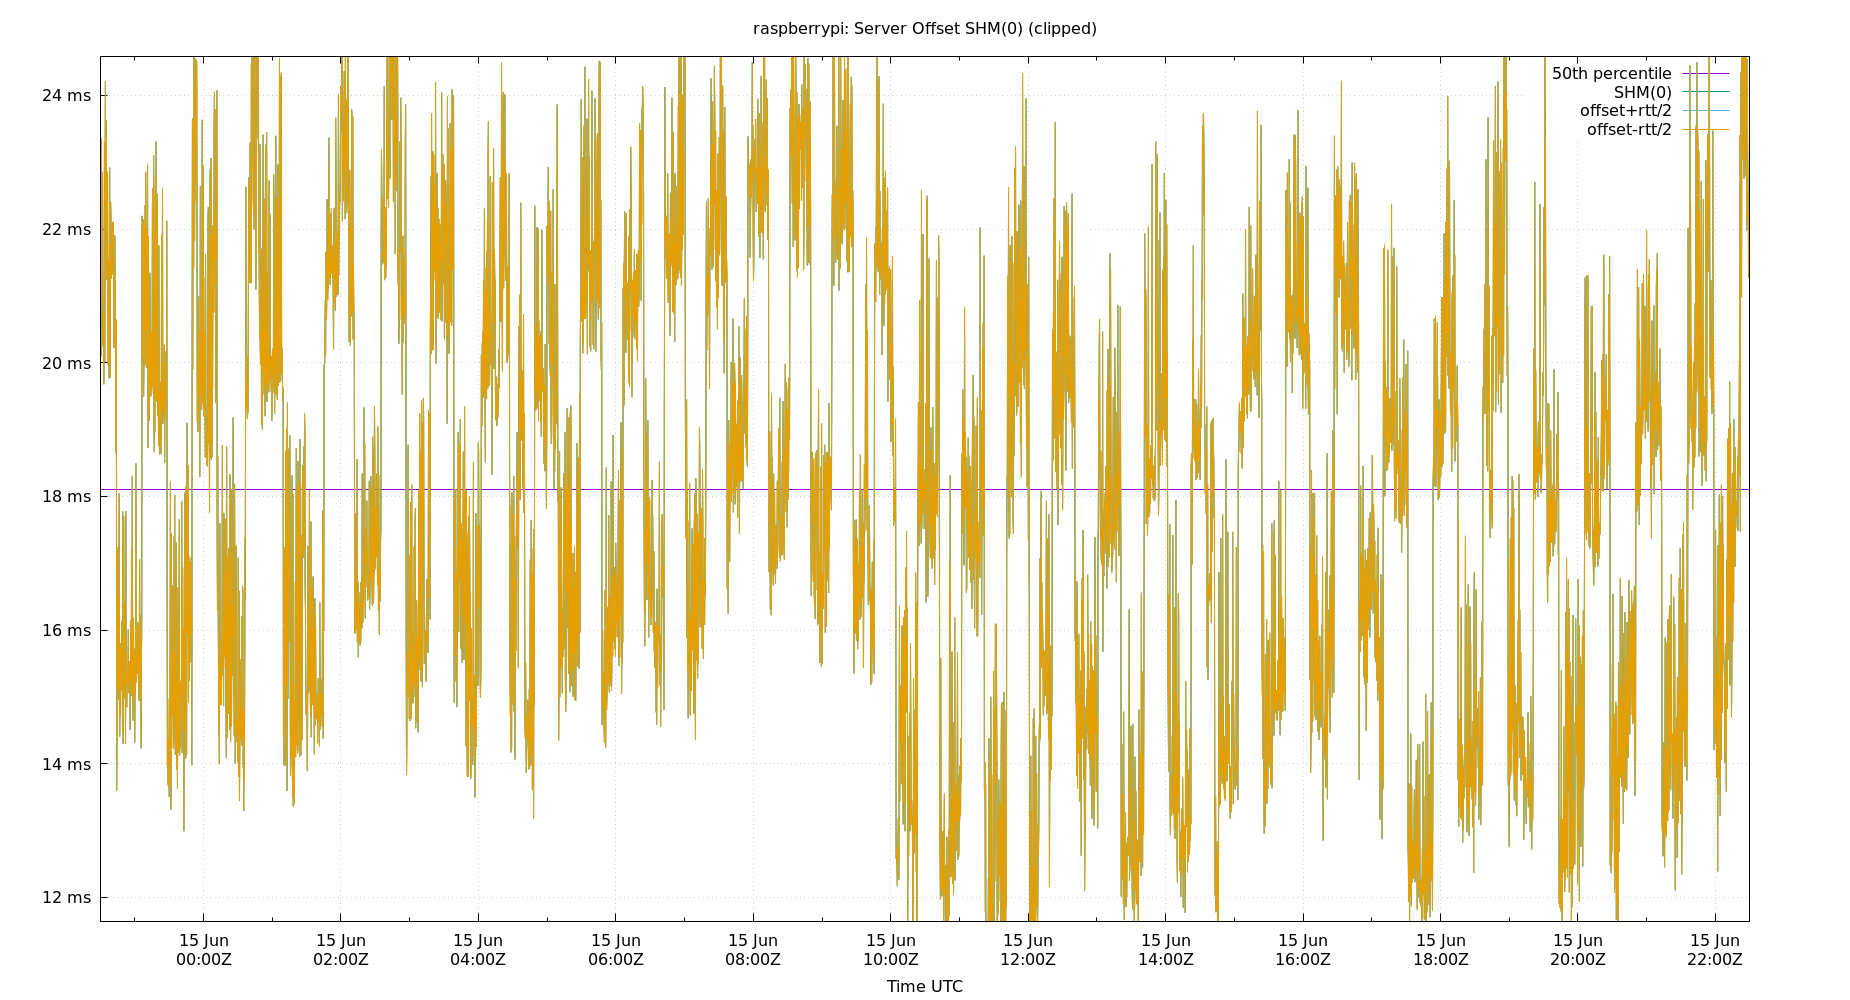 raspberrypi: Server Offset SHM(0) (clipped)
50th percentile
SHM(0)
offset+rtt/2
offset-rtt/2
24 ms
22 ms
20 ms
18 ms
16 ms
14 ms
12 ms
15 Jun 15 Jun 15 Jun 15 Jun 15 Jun 15 Jun 15 Jun 15 Jun 15 Jun 15 Jun 15 Jun 15 Jun
00:00Z 02:00Z 04:00Z 06:00Z 08:00Z 10:00Z 12:00Z 14:00Z 16:00Z 18:00Z 20:00Z 22:00Z
Time UTC